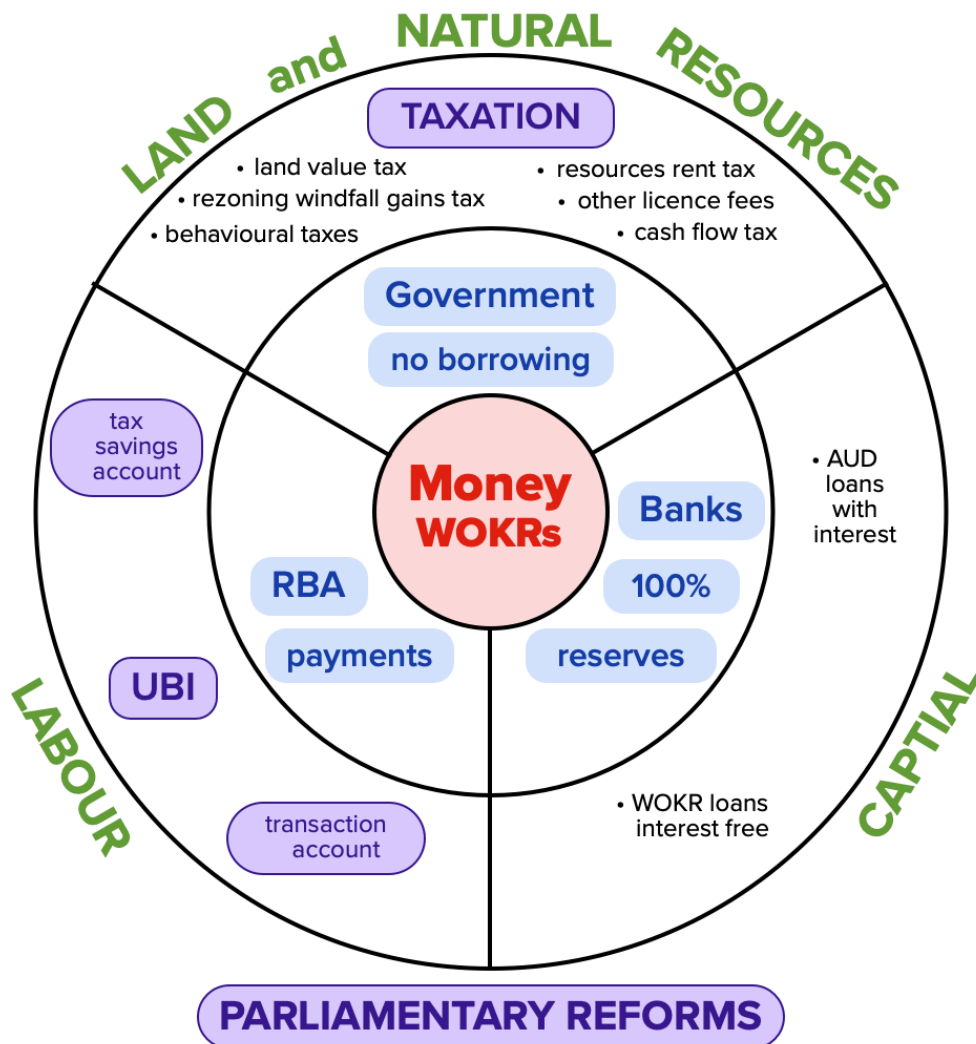 LAND and NATURAL RESOURCES
TAXATION
• land value tax
• rezoning windfall gains tax
• behavioural taxes
• resources rent tax
• other licence fees
• cash flow tax
Government
no borrowing
tax
savings
account
Money
WOKRs
Banks
100%
reserves
• AUD
loans
with
interest
RBA
payments
UBI
LABOUR
CAPTIAL
transaction
account
• WOKR loans
interest free
PARLIAMENTARY REFORMS